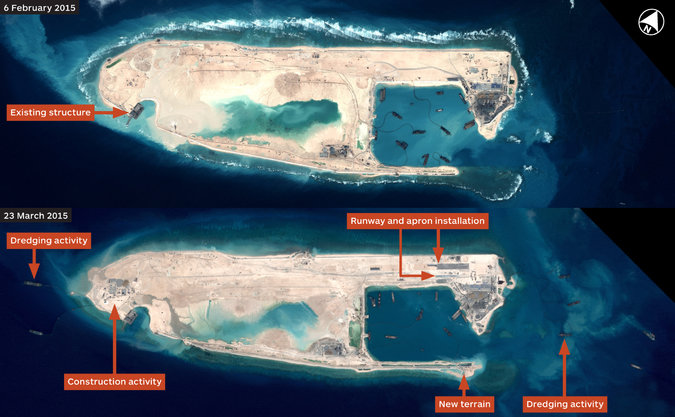 6 February 2015
N
Existing structure
23 March 2015
Runway and apron installation
Dredging activity
Construction activity
New terrain
Dredging activity